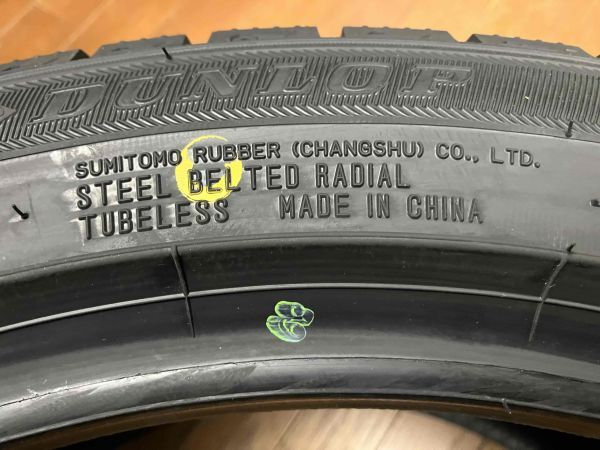 DUNLOP
SUMITOMO RUBBER (CHANGSHU) CO., LTD.
STEEL BELTED RADIAL
TUBELESS MADE IN CHINA